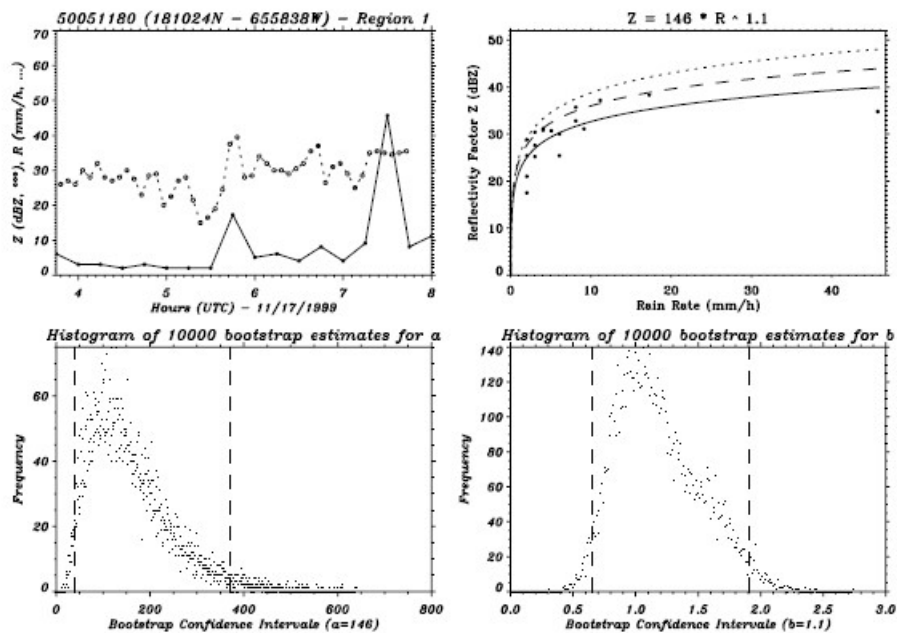 50051180 (181024N - 655838W) - Region 1
70
60
50
40
30
20
10
0
Z (dBZ, °°°), R (mm/h, ...)
4 5 6 7 8
Hours (UTC) - 11/17/1999
Z = 146 * R ^ 1.1
50
40
30
20
10
0
Reflectivity Factor Z (dBZ)
0 10 20 30 40
Rain Rate (mm/h)
Histogram of 10000 bootstrap estimates for a
60
40
20
0
Frequency
0 200 400 600 800
Bootstrap Confidence Intervals (a=146)
Histogram of 10000 bootstrap estimates for b
140
120
100
80
60
40
20
0
Frequency
0.0 0.5 1.0 1.5 2.0 2.5 3.0
Bootstrap Confidence Intervals (b=1.1)